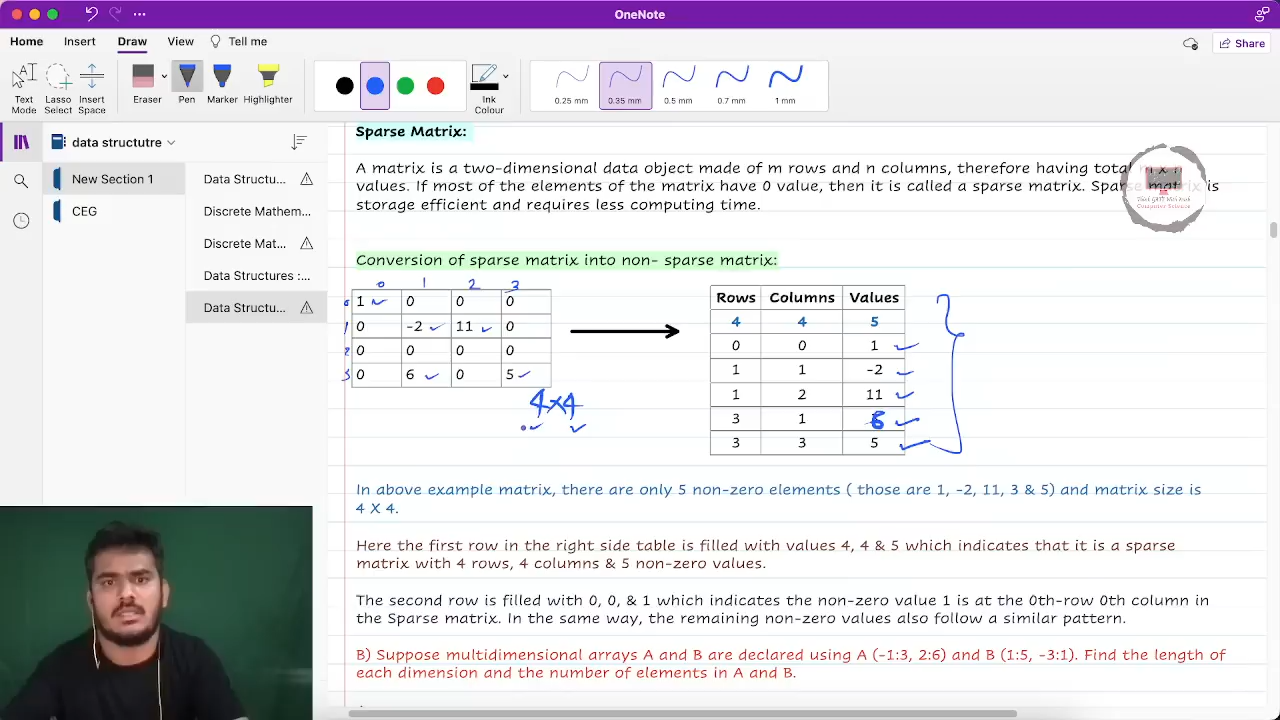 OneNote
Home Insert Draw View Tell me
Share
Text Mode
Lasso Select
Insert Space
Eraser
Pen
Marker
Highlighter
Ink Colour
0.25 mm
0.35 mm
0.5 mm
0.7 mm
1 mm
data structutre
New Section 1
CEG
Data Structu...
Discrete Mathem...
Discrete Mat...
Data Structures :...
Data Structu...
Sparse Matrix:
A matrix is a two-dimensional data object made of m rows and n columns, therefore having total m x n
values. If most of the elements of the matrix have 0 value, then it is called a sparse matrix. Sparse matrix is
storage efficient and requires less computing time.
Conversion of sparse matrix into non- sparse matrix:
0 1 2 3
0 1 0 0 0
1 0 -2 11 0
2 0 0 0 0
3 0 6 0 5
4x4
Rows Columns Values
4 4 5
0 0 1
1 1 -2
1 2 11
3 1 6
3 3 5
In above example matrix, there are only 5 non-zero elements ( those are 1, -2, 11, 3 & 5) and matrix size is
4 X 4.
Here the first row in the right side table is filled with values 4, 4 & 5 which indicates that it is a sparse
matrix with 4 rows, 4 columns & 5 non-zero values.
The second row is filled with 0, 0, & 1 which indicates the non-zero value 1 is at the 0th-row 0th column in
the Sparse matrix. In the same way, the remaining non-zero values also follow a similar pattern.
B) Suppose multidimensional arrays A and B are declared using A (-1:3, 2:6) and B (1:5, -3:1). Find the length of
each dimension and the number of elements in A and B.
Computer Science